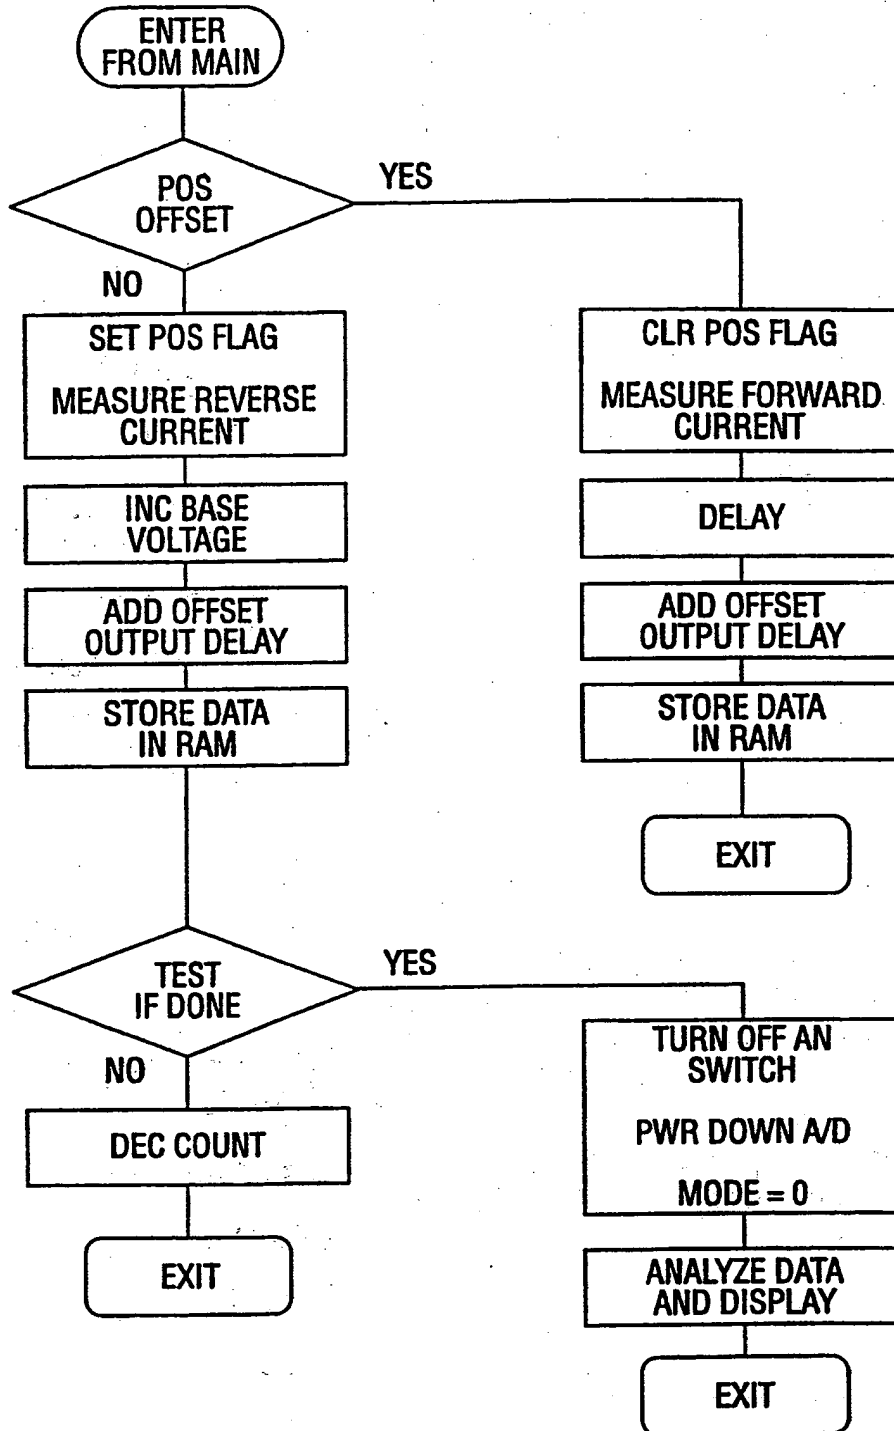 ENTER
FROM MAIN
POS
OFFSET
YES
NO
SET POS FLAG
MEASURE REVERSE
CURRENT
INC BASE
VOLTAGE
ADD OFFSET
OUTPUT DELAY
STORE DATA
IN RAM
CLR POS FLAG
MEASURE FORWARD
CURRENT
DELAY
ADD OFFSET
OUTPUT DELAY
STORE DATA
IN RAM
EXIT
TEST
IF DONE
YES
NO
DEC COUNT
EXIT
TURN OFF AN
SWITCH
PWR DOWN A/D
MODE = 0
ANALYZE DATA
AND DISPLAY
EXIT